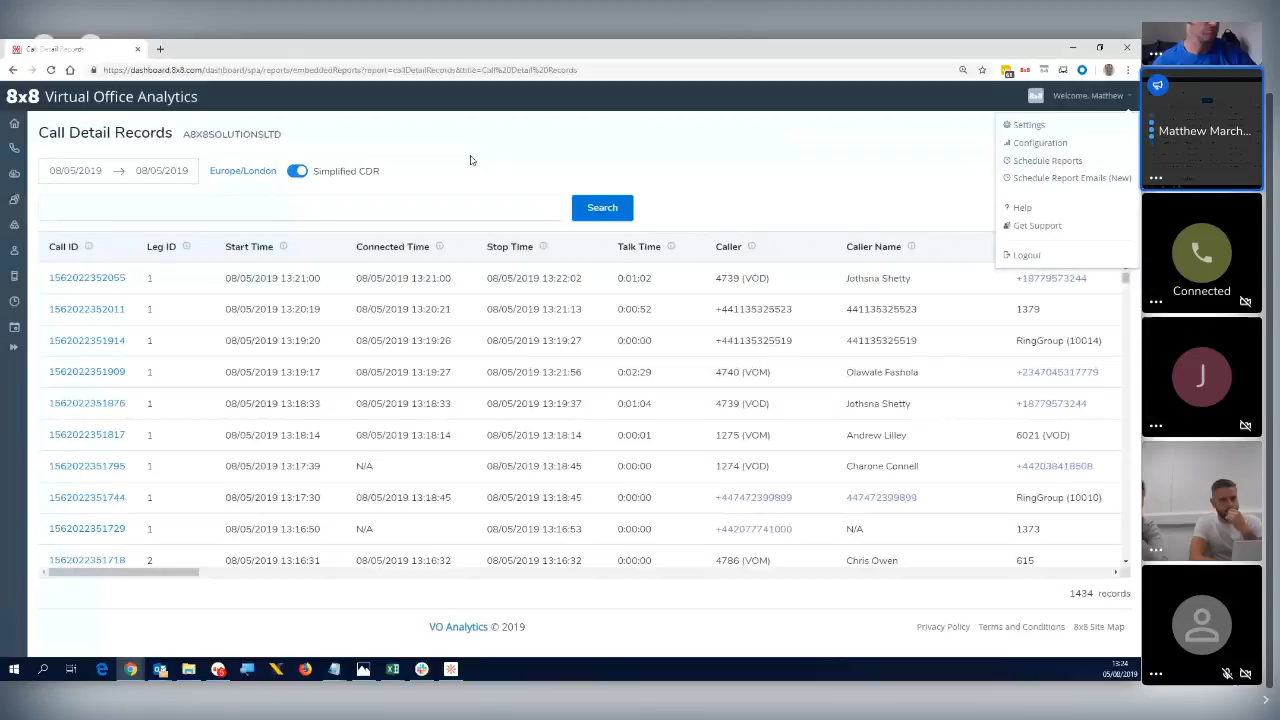 Call Detail Records
https://dashboard.8x8.com/dashboard/spa/reports/embeddedReports?report=callDetailRecords&title=Call%20Detail%20Records
8x8 Virtual Office Analytics
Welcome, Matthew
Call Detail Records A8X8SOLUTIONSLTD
08/05/2019 → 08/05/2019 Europe/London Simplified CDR
Search
Settings
Configuration
Schedule Reports
Schedule Report Emails (New)
? Help
Get Support
Logout
Call ID Leg ID Start Time Connected Time Stop Time Talk Time Caller Caller Name
1562022352055 1 08/05/2019 13:21:00 08/05/2019 13:21:00 08/05/2019 13:22:02 0:01:02 4739 (VOD) Jothsna Shetty +18779573244
1562022352011 1 08/05/2019 13:20:19 08/05/2019 13:20:21 08/05/2019 13:21:13 0:00:52 +441135325523 441135325523 1379
1562022351914 1 08/05/2019 13:19:20 08/05/2019 13:19:26 08/05/2019 13:19:27 0:00:00 +441135325519 441135325519 RingGroup (10014)
1562022351909 1 08/05/2019 13:19:17 08/05/2019 13:19:27 08/05/2019 13:21:56 0:02:29 4740 (VOM) Olawale Fashola +2347045317779
1562022351876 1 08/05/2019 13:18:33 08/05/2019 13:18:33 08/05/2019 13:19:37 0:01:04 4739 (VOD) Jothsna Shetty +18779573244
1562022351817 1 08/05/2019 13:18:14 08/05/2019 13:18:14 08/05/2019 13:18:14 0:00:01 1275 (VOM) Andrew Lilley 6021 (VOD)
1562022351795 1 08/05/2019 13:17:39 N/A 08/05/2019 13:18:45 0:00:00 1274 (VOD) Charone Connell +442038418608
1562022351744 1 08/05/2019 13:17:30 08/05/2019 13:18:45 08/05/2019 13:18:45 0:00:00 +447472399899 447472399899 RingGroup (10010)
1562022351729 1 08/05/2019 13:16:50 N/A 08/05/2019 13:16:53 0:00:00 +442077741000 N/A 1373
1562022351718 2 08/05/2019 13:16:31 08/05/2019 13:16:32 08/05/2019 13:16:32 0:00:00 4786 (VOM) Chris Owen 615
1434 records
VO Analytics © 2019 Privacy Policy Terms and Conditions 8x8 Site Map
13:24
05/08/2019
Matthew March...
Connected
J